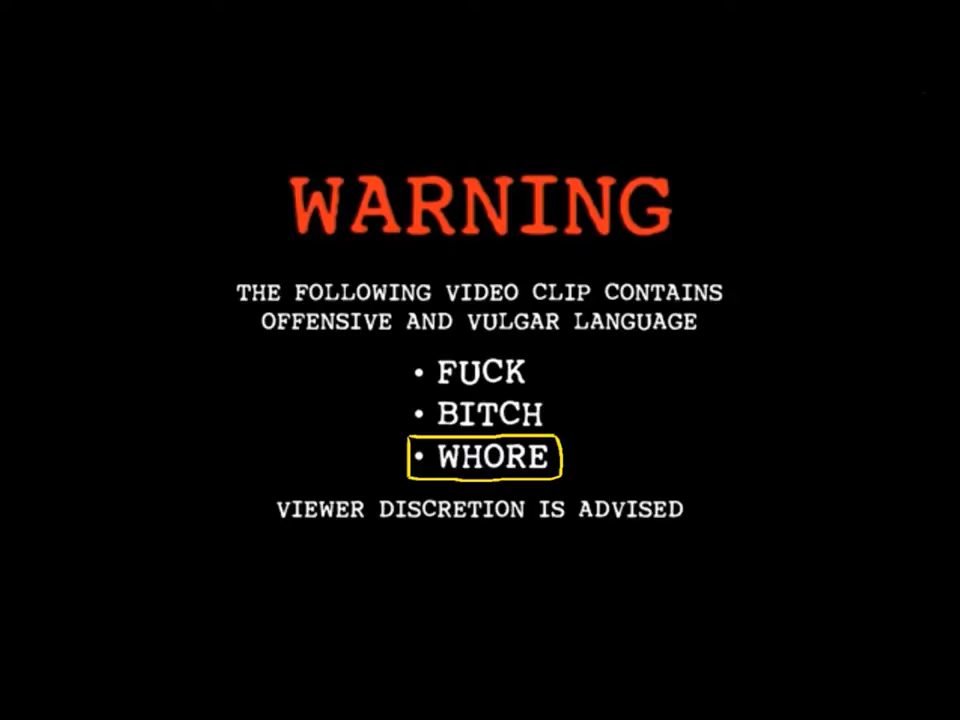 WARNING
THE FOLLOWING VIDEO CLIP CONTAINS
OFFENSIVE AND VULGAR LANGUAGE
• FUCK
• BITCH
• WHORE
VIEWER DISCRETION IS ADVISED